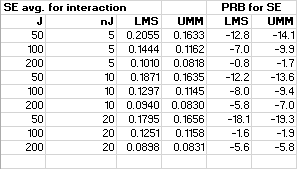 SE avg. for interaction PRB for SE
J nJ LMS UMM LMS UMM
50 5 0.2055 0.1633 −12.8 −14.1
100 5 0.1444 0.1162 −7.0 −9.9
200 5 0.1010 0.0818 −0.8 −1.7
50 10 0.1871 0.1635 −12.2 −13.6
100 10 0.1297 0.1145 −8.0 −9.4
200 10 0.0940 0.0830 −5.8 −7.0
50 20 0.1795 0.1656 −18.1 −19.3
100 20 0.1251 0.1158 −1.6 −1.9
200 20 0.0898 0.0831 −5.6 −5.8